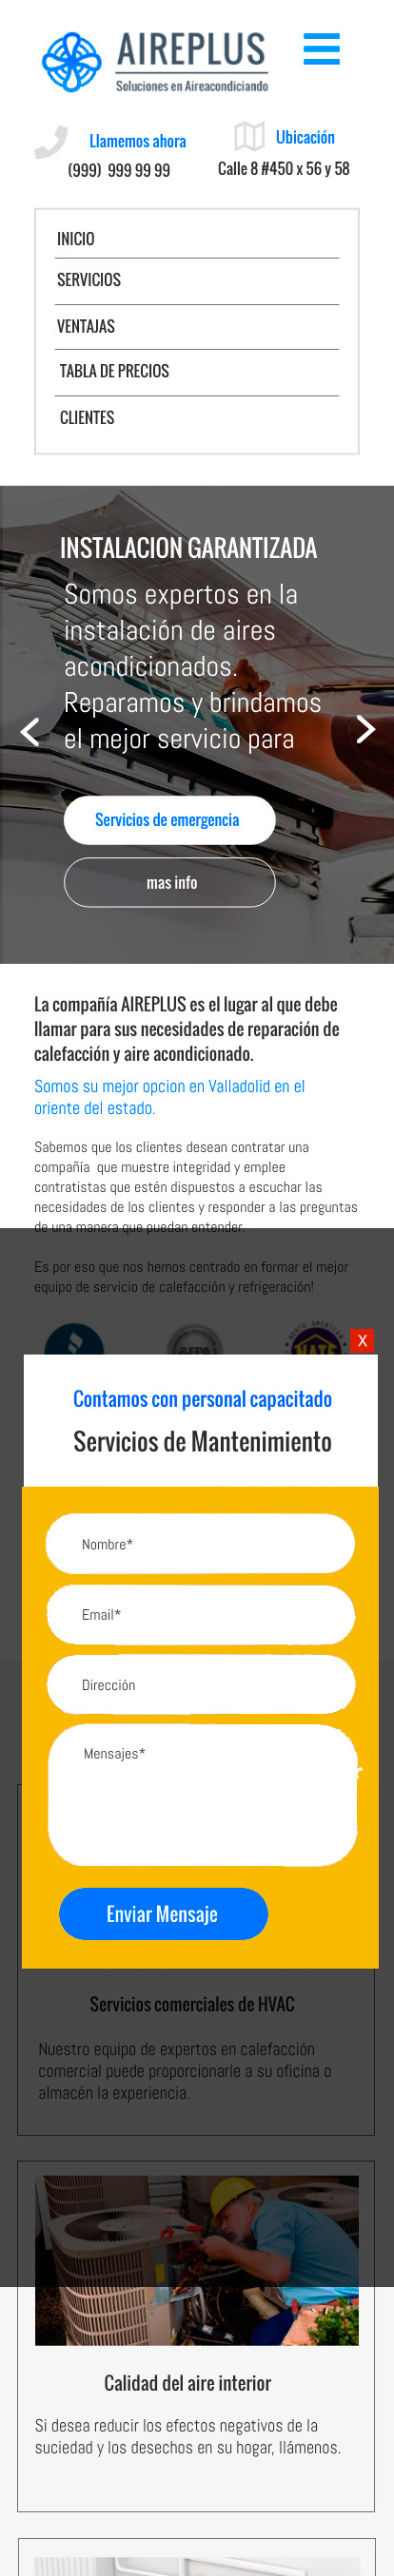 AIREPLUS
Soluciones en Aireacondiciando
Llamemos ahora
(999) 999 99 99
Ubicación
Calle 8 #450 x 56 y 58
INICIO
SERVICIOS
VENTAJAS
TABLA DE PRECIOS
CLIENTES
INSTALACION GARANTIZADA
Somos expertos en la
instalación de aires
acondicionados.
Reparamos y brindamos
el mejor servicio para
Servicios de emergencia
mas info
La compañía AIREPLUS es el lugar al que debe
llamar para sus necesidades de reparación de
calefacción y aire acondicionado.
Somos su mejor opcion en Valladolid en el
oriente del estado.
Sabemos que los clientes desean contratar una
compañía que muestre integridad y emplee
contratistas que estén dispuestos a escuchar las
necesidades de los clientes y responder a las preguntas
de una manera que puedan entender.
Es por eso que nos hemos centrado en formar el mejor
equipo de servicio de calefacción y refrigeración!
X
Contamos con personal capacitado
Servicios de Mantenimiento
Nombre*
Email*
Dirección
Mensajes*
Enviar Mensaje
Servicios comerciales de HVAC
Nuestro equipo de expertos en calefacción
comercial puede proporcionarle a su oficina o
almacén la experiencia.
Calidad del aire interior
Si desea reducir los efectos negativos de la
suciedad y los desechos en su hogar, llámenos.